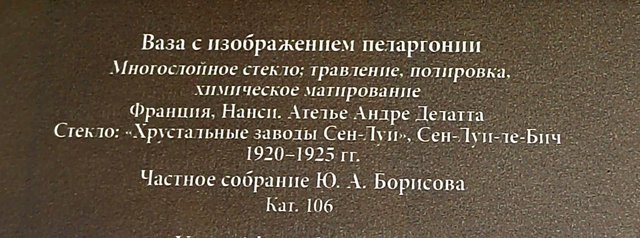 Ваза с изображением пеларгонии
Многослойное стекло; травление, полировка,
химическое матирование
Франция, Нанси. Ателье Андре Делатта
Стекло: «Хрустальные заводы Сен-Луи», Сен-Луи-ле-Бич
1920–1925 гг.
Частное собрание Ю. А. Борисова
Кат. 106